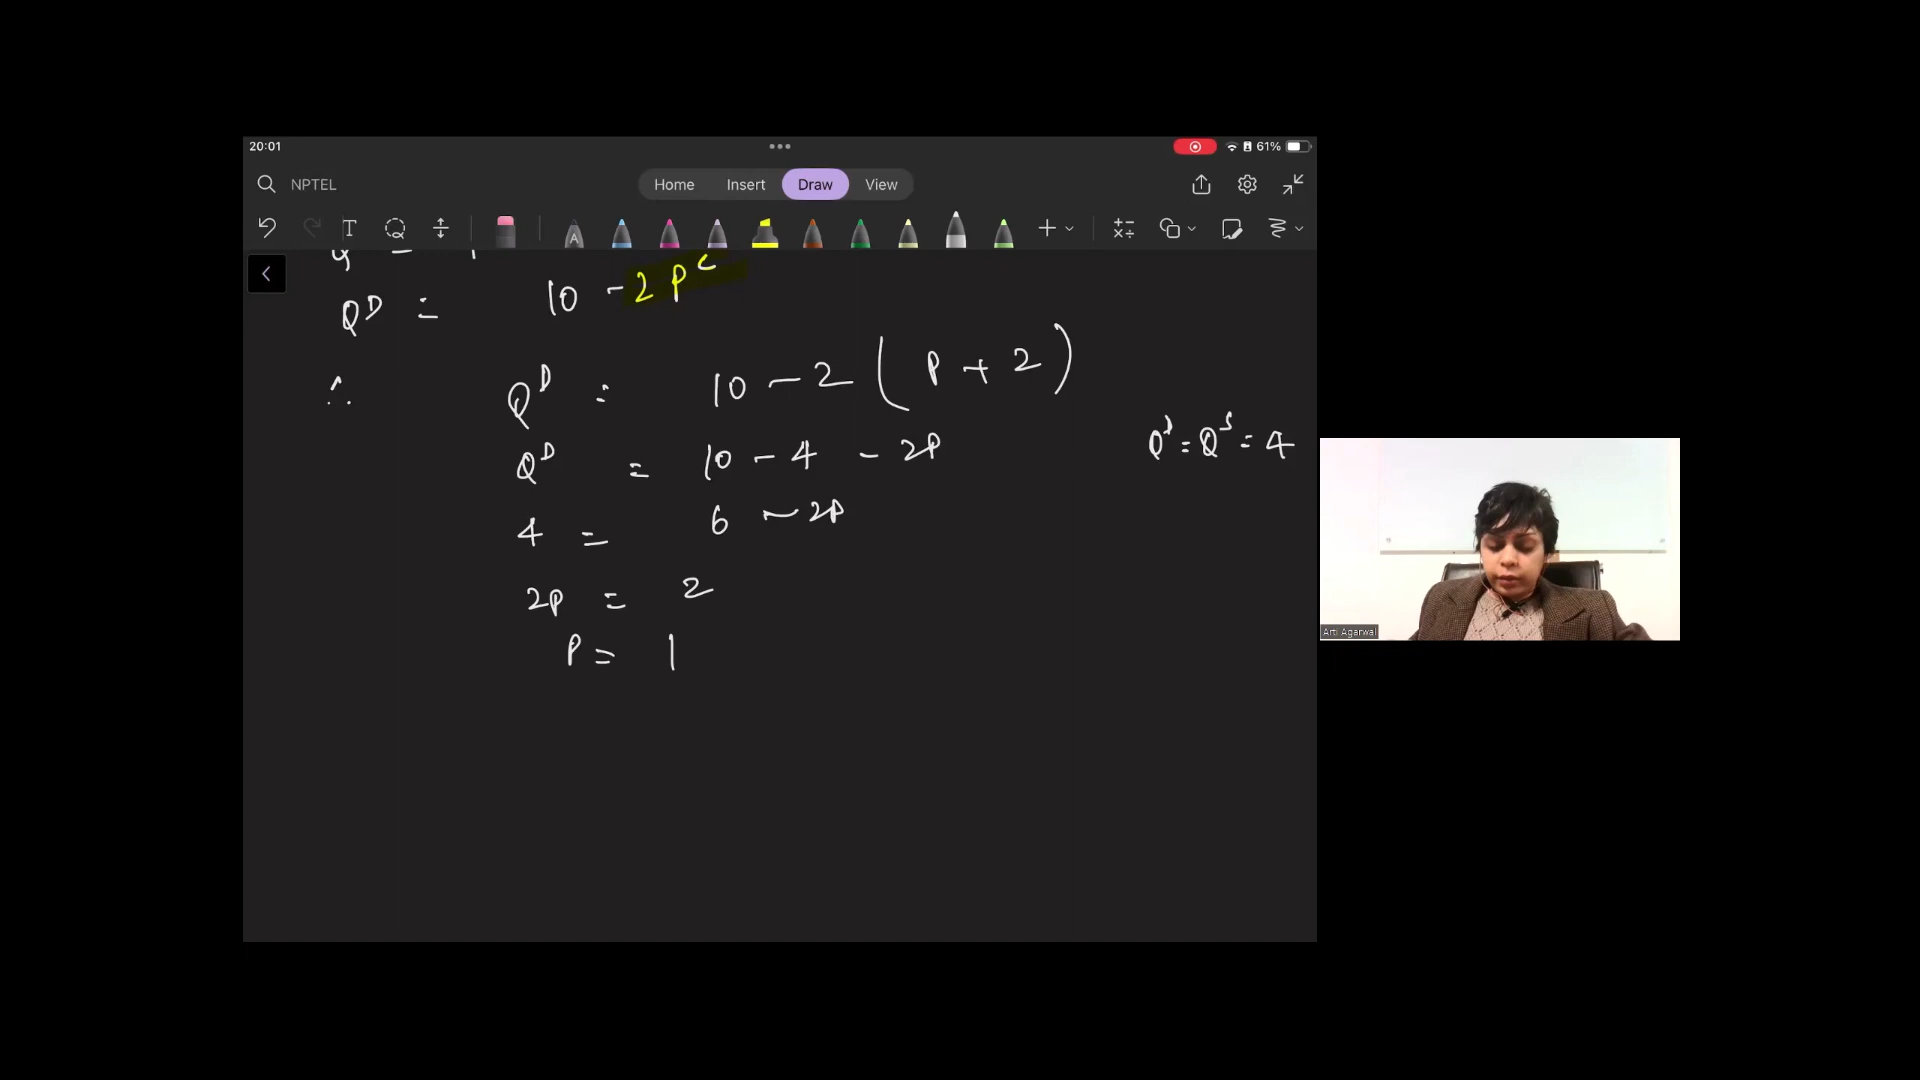 20:01
61%
NPTEL
Home Insert Draw View
T
A
Q^D = 10 - 2 P^C
∴ Q^D = 10 - 2 ( P + 2 )
Q^D = 10 - 4 - 2P
Q^D = Q^S = 4
4 = 6 - 2P
2P = 2
P = 1
Arti Agarwal